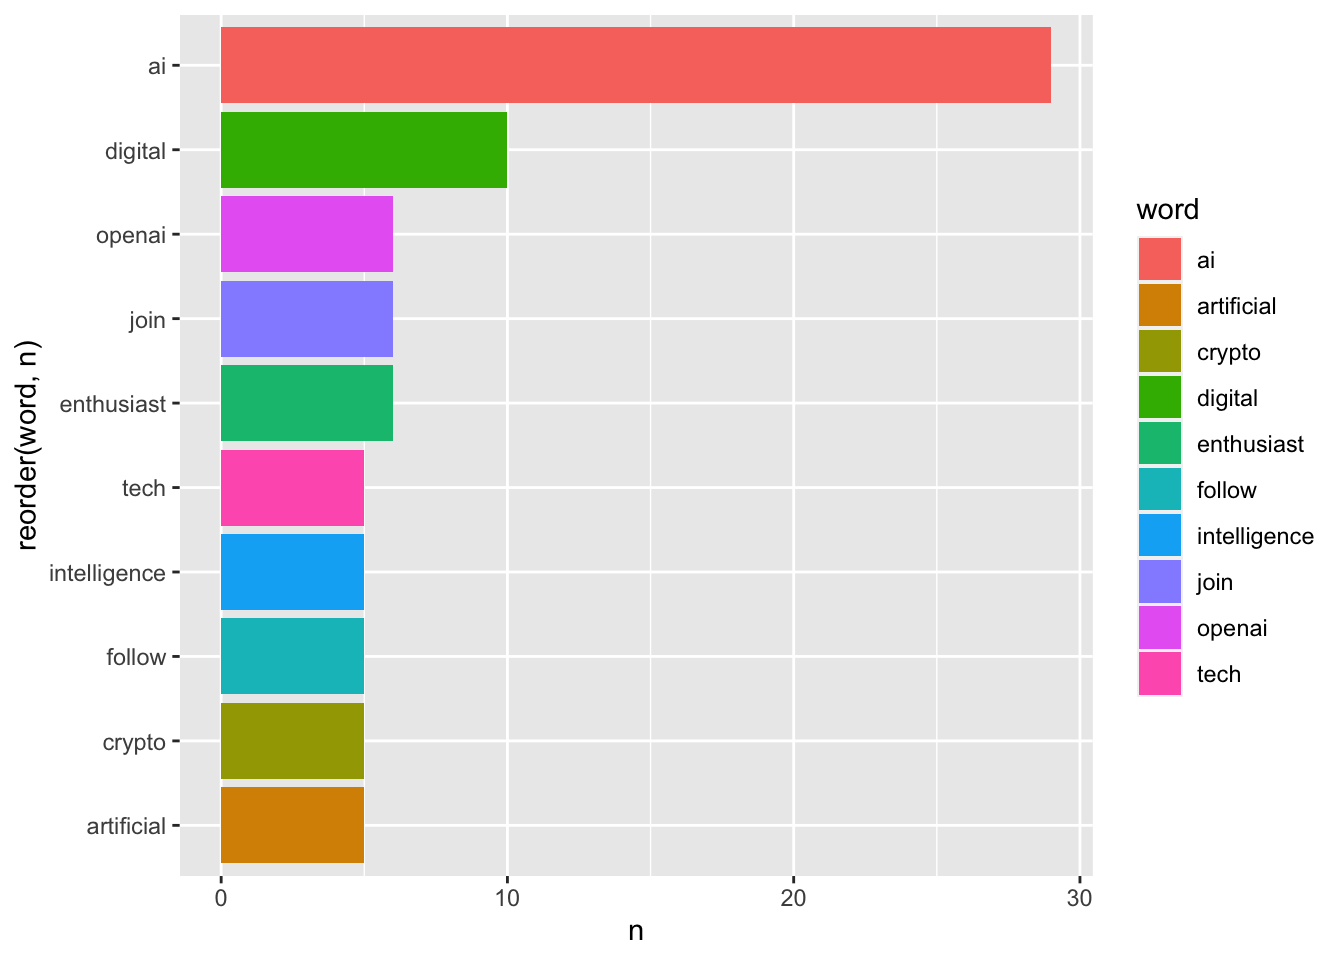 ai
digital
openai
join
enthusiast
tech
intelligence
follow
crypto
artificial
reorder(word, n)
0 10 20 30
n
word
ai
artificial
crypto
digital
enthusiast
follow
intelligence
join
openai
tech